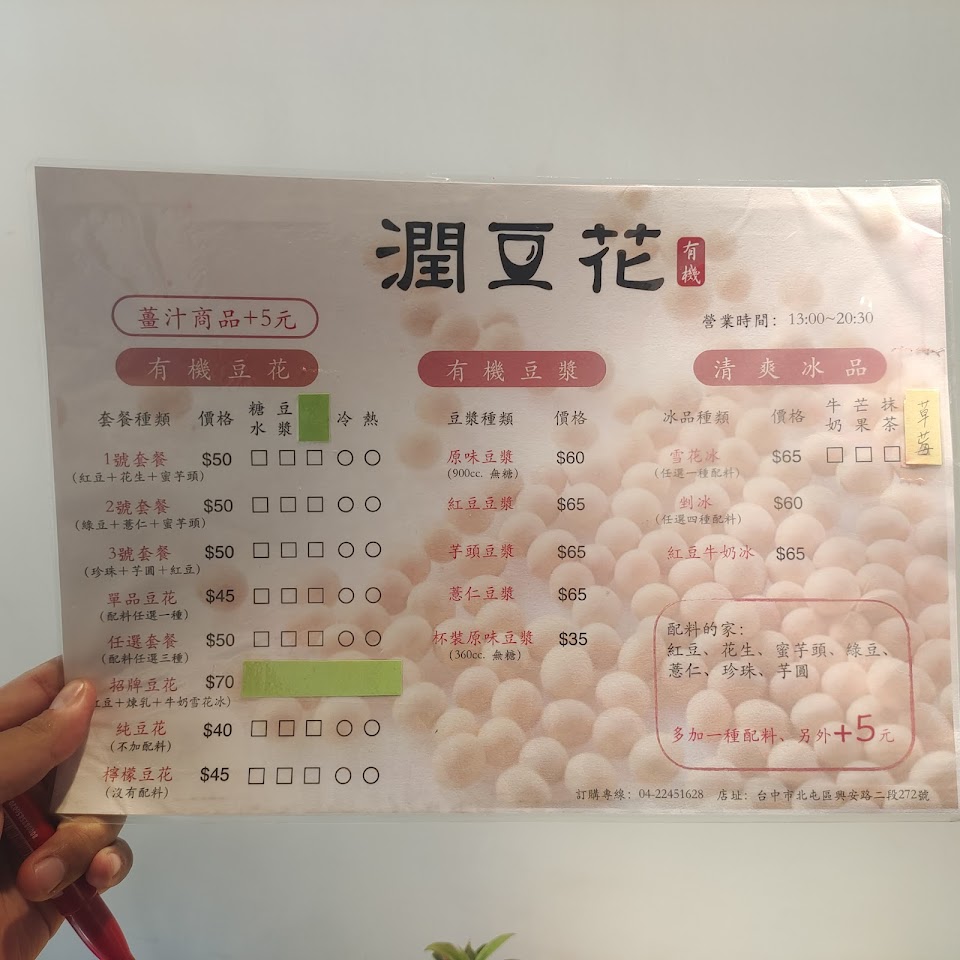 潤豆花 有機
薑汁商品+5元
營業時間：13:00~20:30
有機豆花
套餐種類 價格 糖水 豆漿 冷 熱
1號套餐 $50 □ □ □ ○ ○
(紅豆+花生+蜜芋頭)
2號套餐 $50 □ □ □ ○ ○
(綠豆+薏仁+蜜芋頭)
3號套餐 $50 □ □ □ ○ ○
(珍珠+芋圓+紅豆)
單品豆花 $45 □ □ □ ○ ○
(配料任選一種)
任選套餐 $50 □ □ □ ○ ○
(配料任選三種)
招牌豆花 $70
豆+煉乳+牛奶雪花冰)
純豆花 $40 □ □ □ ○ ○
(不加配料)
檸檬豆花 $45 □ □ □ ○ ○
(沒有配料)
有機豆漿
豆漿種類 價格
原味豆漿 $60
(900cc. 無糖)
紅豆豆漿 $65
芋頭豆漿 $65
薏仁豆漿 $65
杯裝原味豆漿 $35
(360cc. 無糖)
清爽冰品
冰品種類 價格 牛奶 芒果 抹茶 草莓
雪花冰 $65 □ □ □
(任選一種配料)
剉冰 $60
(任選四種配料)
紅豆牛奶冰 $65
配料的家：
紅豆、花生、蜜芋頭、綠豆、
薏仁、珍珠、芋圓
多加一種配料、另外+5元
訂購專線：04-22451628 店址：台中市北屯區興安路二段272號